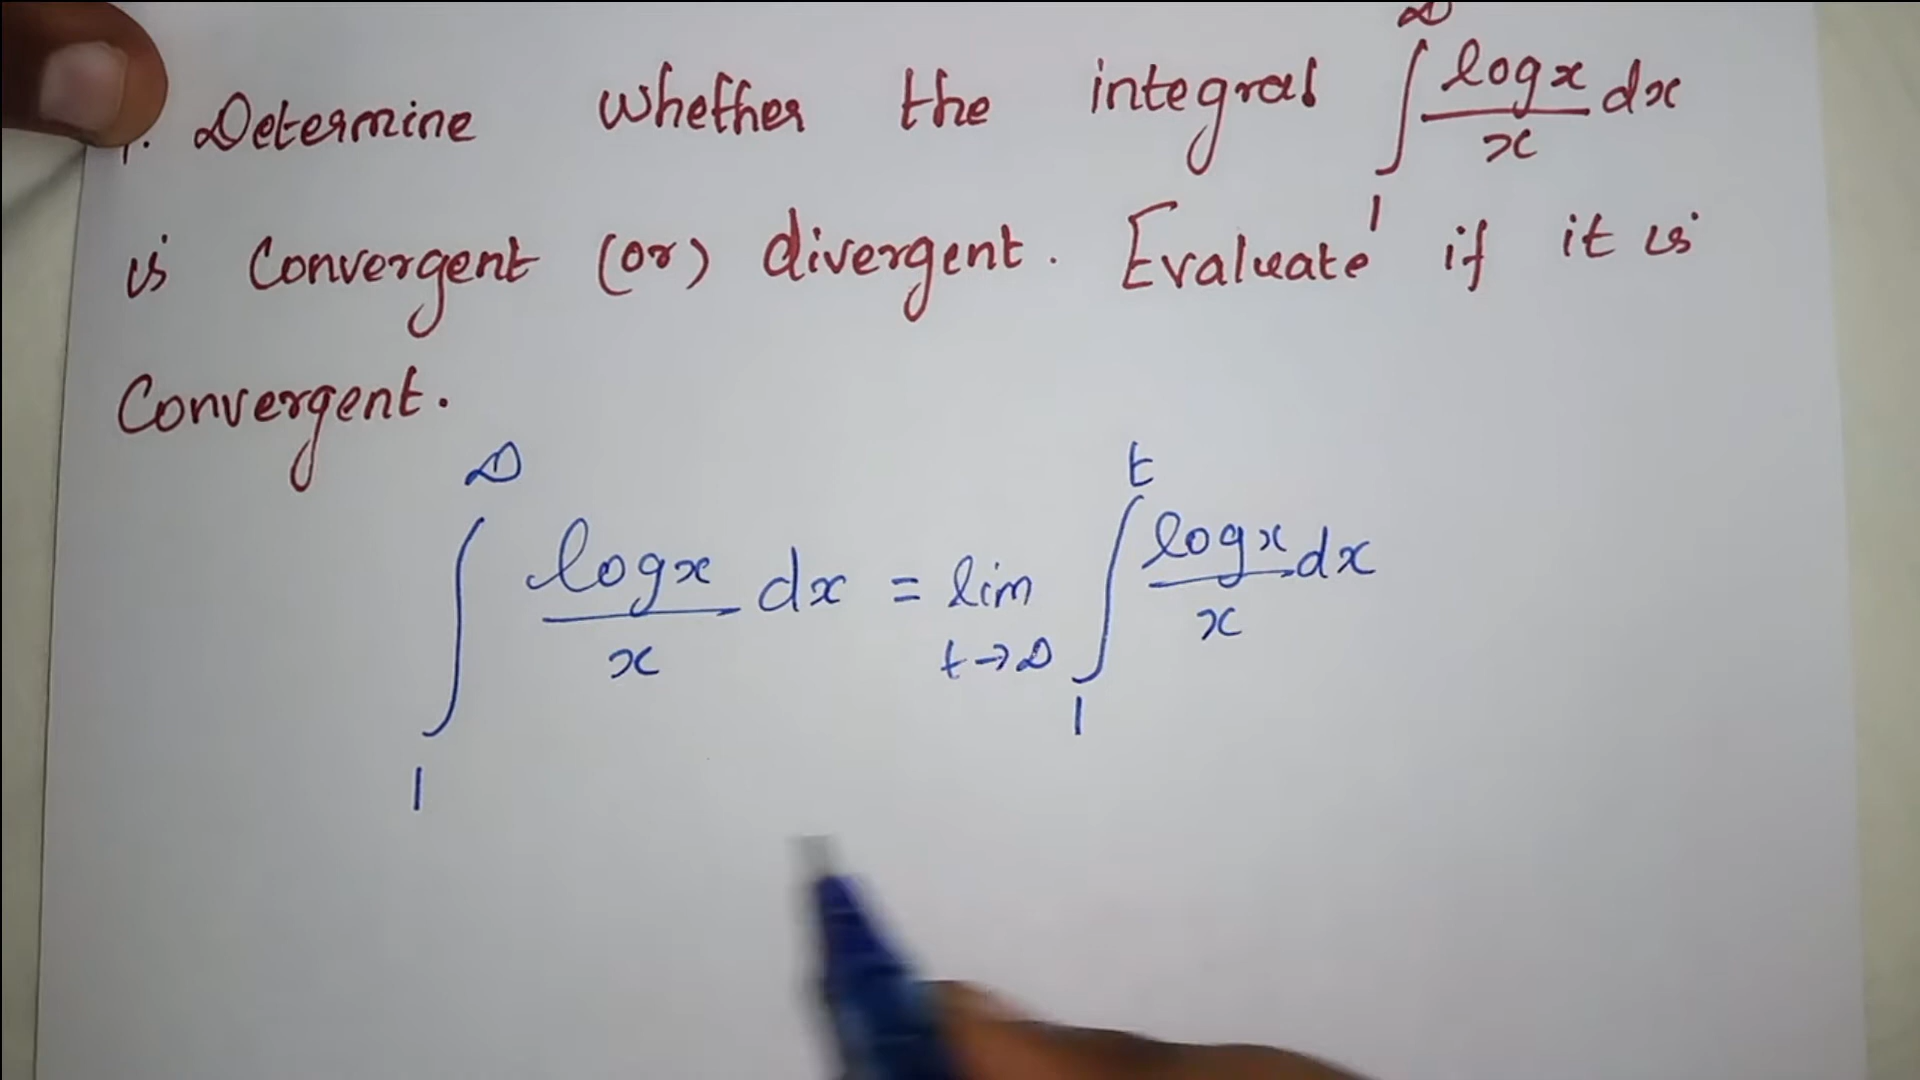 1. Determine whether the integral ∫₁^∞ log x / x dx
is Convergent (or) divergent. Evaluate if it is
Convergent.
∫₁^∞ log x / x dx = lim t→∞ ∫₁^t log x / x dx